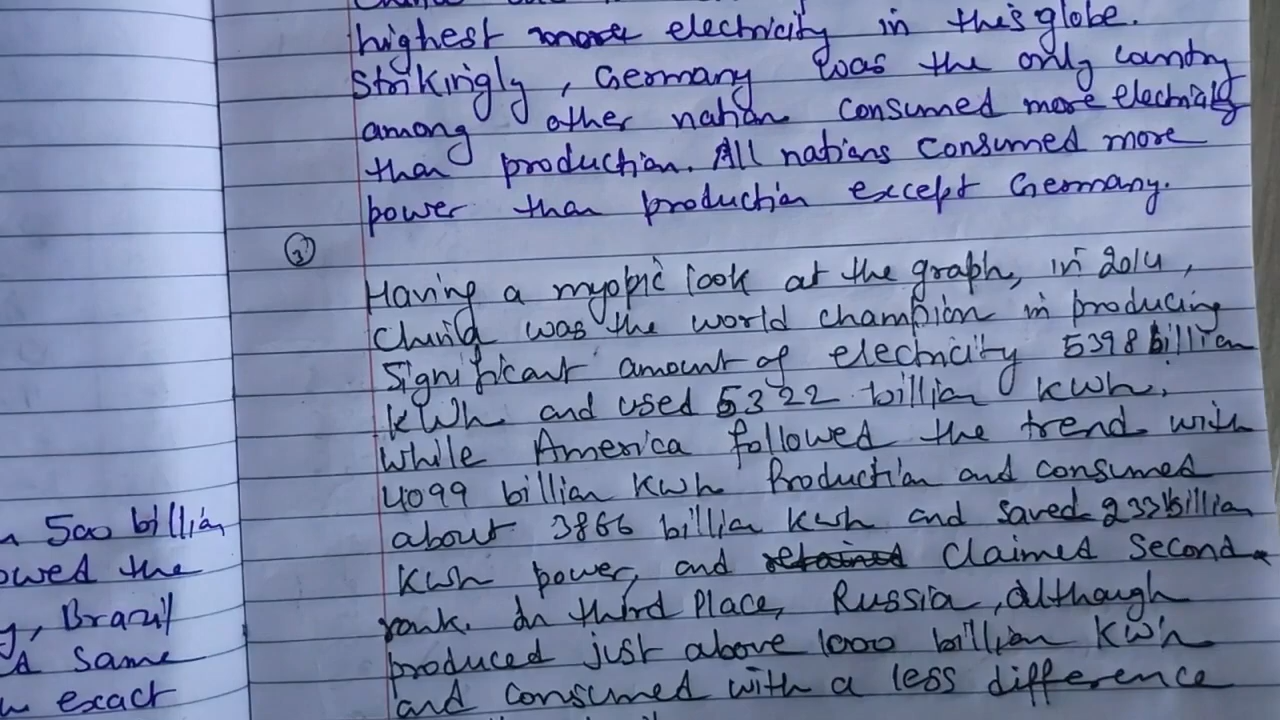 highest more electricity in this globe.
Strikingly, Germany was the only country
among other nation consumed more electricity
than production. All nations consumed more
power than production except Germany.
3
Having a myopic look at the graph, in 2014,
China was the world champion in producing
significant amount of electricity 5398 billion
kWh and used 5322 billion kWh.
While America followed the trend with
4099 billion kwh Production and consumed
about 3866 billion kwh and saved 233 billion
kwh power, and retained claimed second
rank. In third Place, Russia, although
produced just above 1000 billion kwh
and consumed with a less difference
500 billion
owed the
, Brazil
same
exact